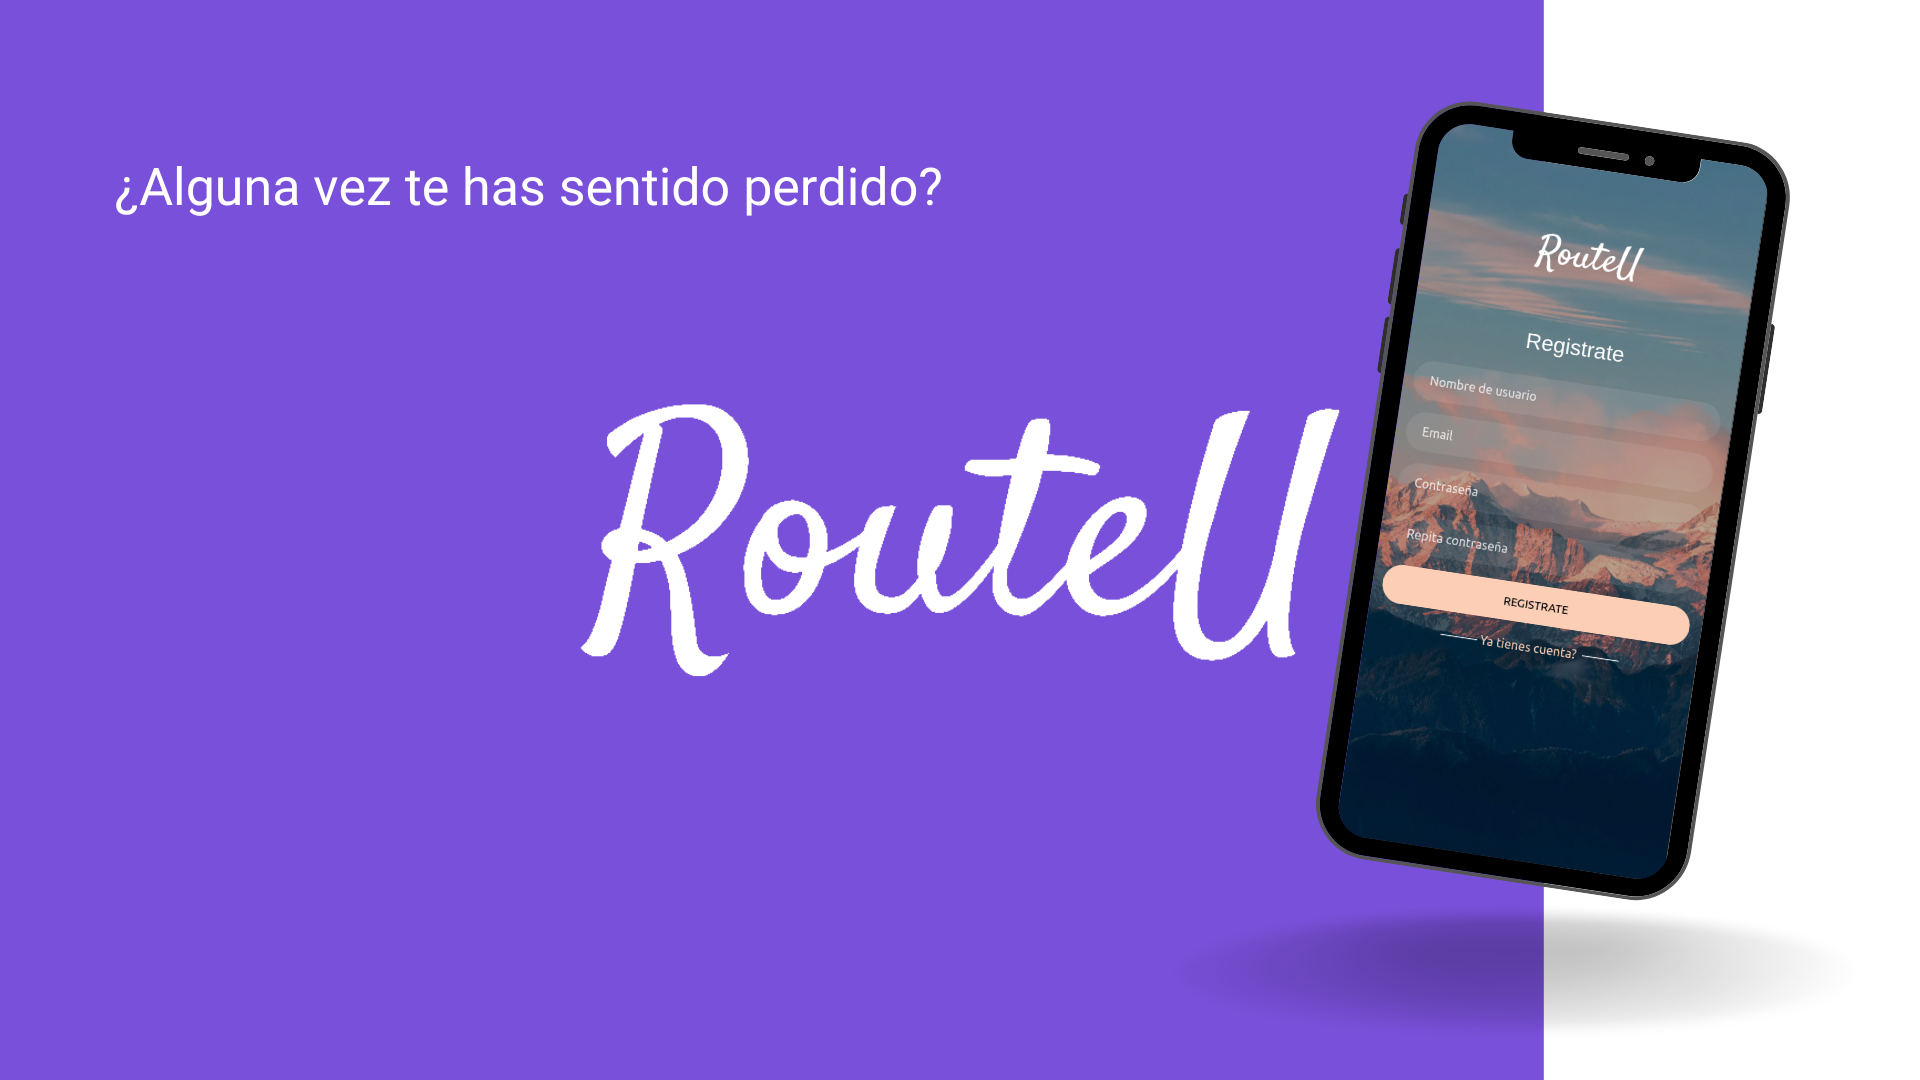 ¿Alguna vez te has sentido perdido?
RouteU
RouteU
Registrate
Nombre de usuario
Email
Contraseña
Repita contraseña
REGISTRATE
Ya tienes cuenta?